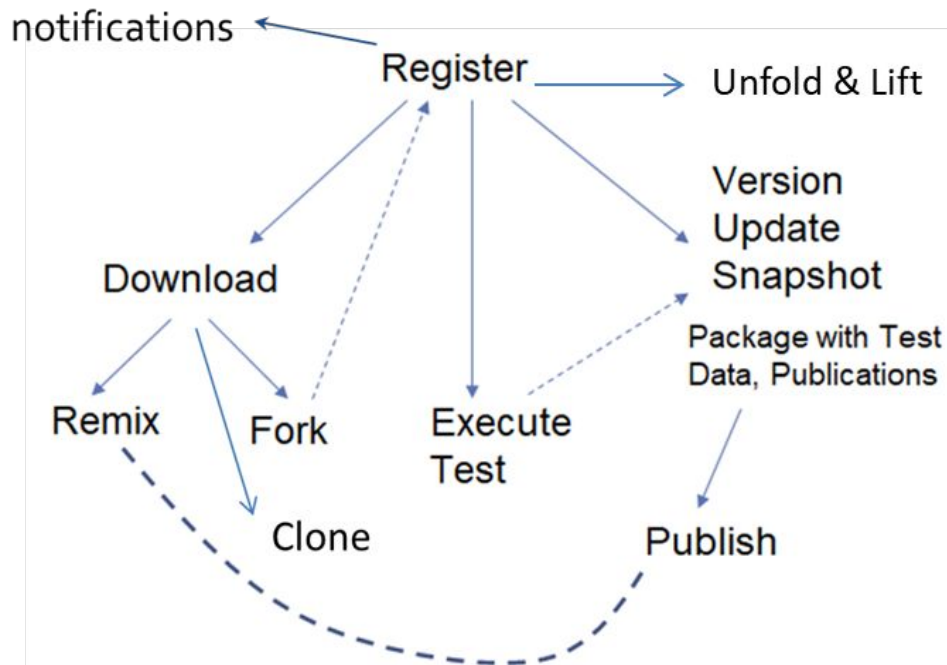 notifications
Register
Unfold & Lift
Version
Update
Snapshot
Download
Package with Test
Data, Publications
Remix
Fork
Execute
Test
Clone
Publish